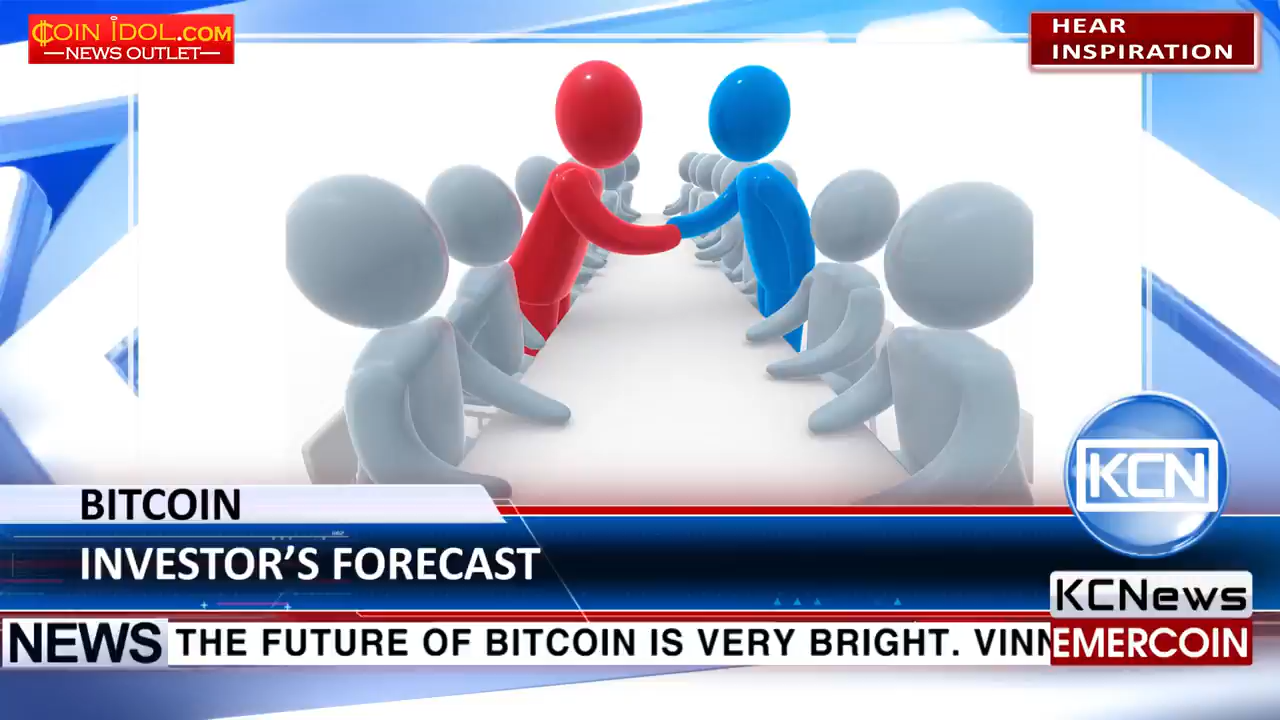 COIN IDOL.COM
NEWS OUTLET
HEAR
INSPIRATION
KCN
BITCOIN
INVESTOR'S FORECAST
KCNews
EMERCOIN
NEWS
THE FUTURE OF BITCOIN IS VERY BRIGHT. VINN